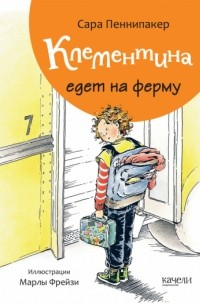 Сара Пеннипакер
Клементина
едет на ферму
7
Иллюстрации
Марлы Фрейзи
качели